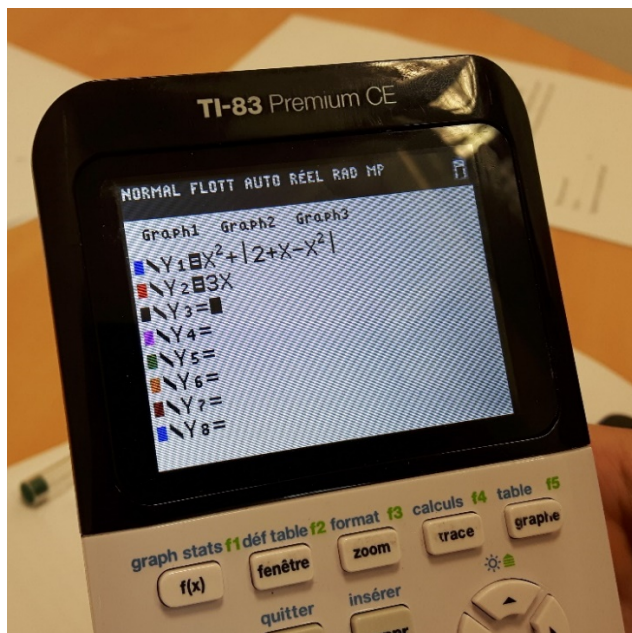 TI-83 Premium CE
NORMAL FLOTT AUTO RÉEL RAD MP
Graph1 Graph2 Graph3
Y1=X²+|2+X-X²|
Y2=3X
Y3=
Y4=
Y5=
Y6=
Y7=
Y8=
graph stats f1 déf table f2 format f3 calculs f4 table f5
f(x) fenêtre zoom trace graphe
quitter insérer